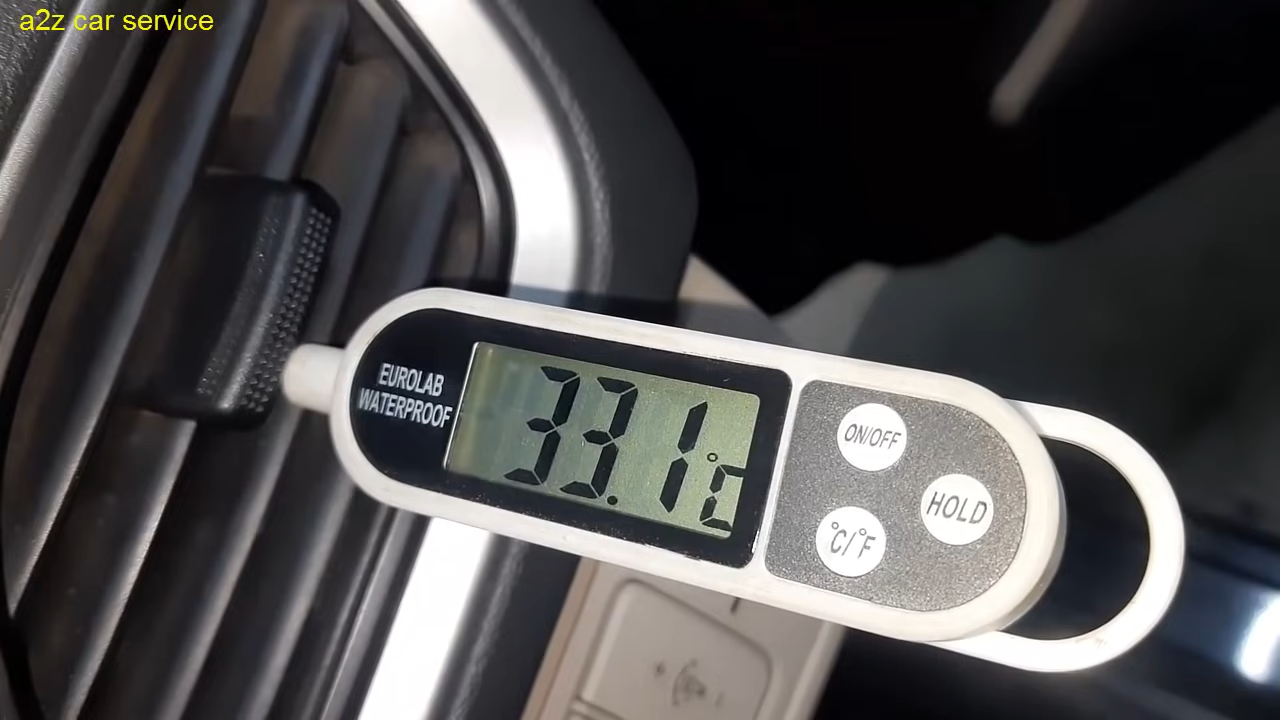 a2z car service
EUROLAB
WATERPROOF
33.1°C
ON/OFF
HOLD
°C/°F